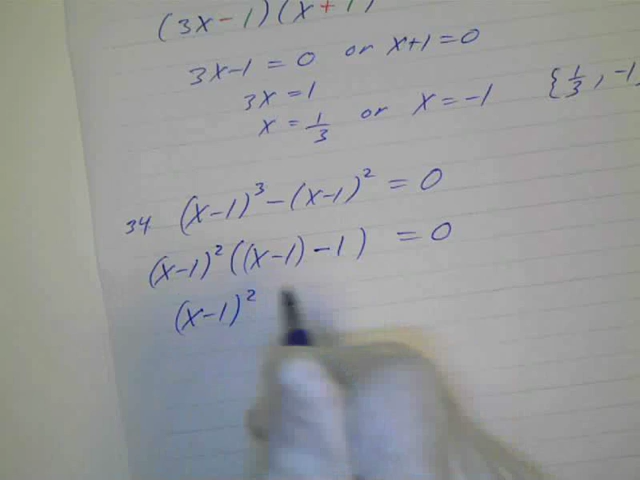 (3x-1)(x+1)
3x-1=0 or x+1=0
3x=1
x=1/3 or x=-1 {1/3,-1
34 (x-1)³-(x-1)²=0
(x-1)²((x-1)-1)=0
(x-1)²